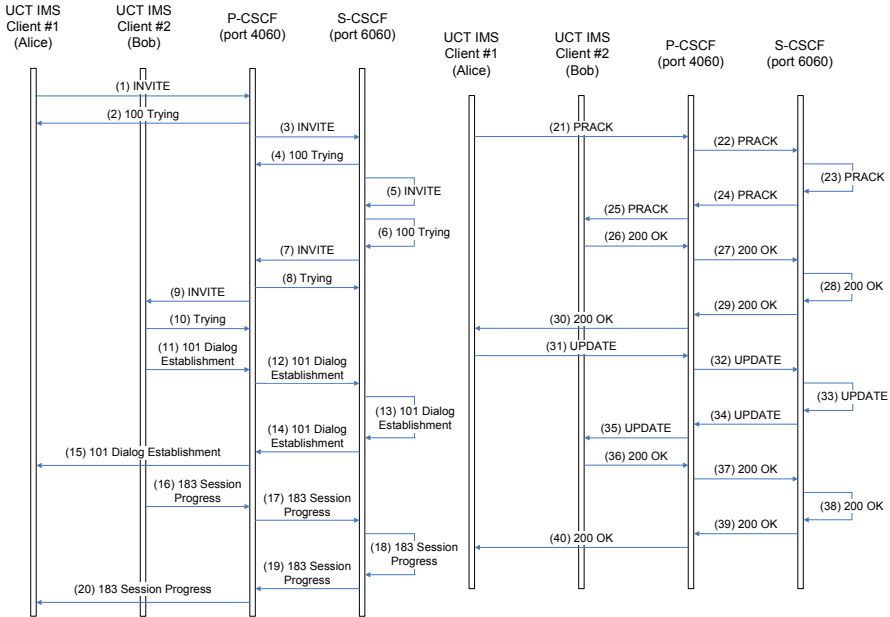 UCT IMS
Client #1
(Alice)
UCT IMS
Client #2
(Bob)
P-CSCF
(port 4060)
S-CSCF
(port 6060)
(1) INVITE
(2) 100 Trying
(3) INVITE
(4) 100 Trying
(5) INVITE
(6) 100 Trying
(7) INVITE
(8) Trying
(9) INVITE
(10) Trying
(11) 101 Dialog
Establishment
(12) 101 Dialog
Establishment
(13) 101 Dialog
Establishment
(14) 101 Dialog
Establishment
(15) 101 Dialog Establishment
(16) 183 Session
Progress
(17) 183 Session
Progress
(18) 183 Session
Progress
(19) 183 Session
Progress
(20) 183 Session Progress
UCT IMS
Client #1
(Alice)
UCT IMS
Client #2
(Bob)
P-CSCF
(port 4060)
S-CSCF
(port 6060)
(21) PRACK
(22) PRACK
(23) PRACK
(24) PRACK
(25) PRACK
(26) 200 OK
(27) 200 OK
(28) 200 OK
(29) 200 OK
(30) 200 OK
(31) UPDATE
(32) UPDATE
(33) UPDATE
(34) UPDATE
(35) UPDATE
(36) 200 OK
(37) 200 OK
(38) 200 OK
(39) 200 OK
(40) 200 OK